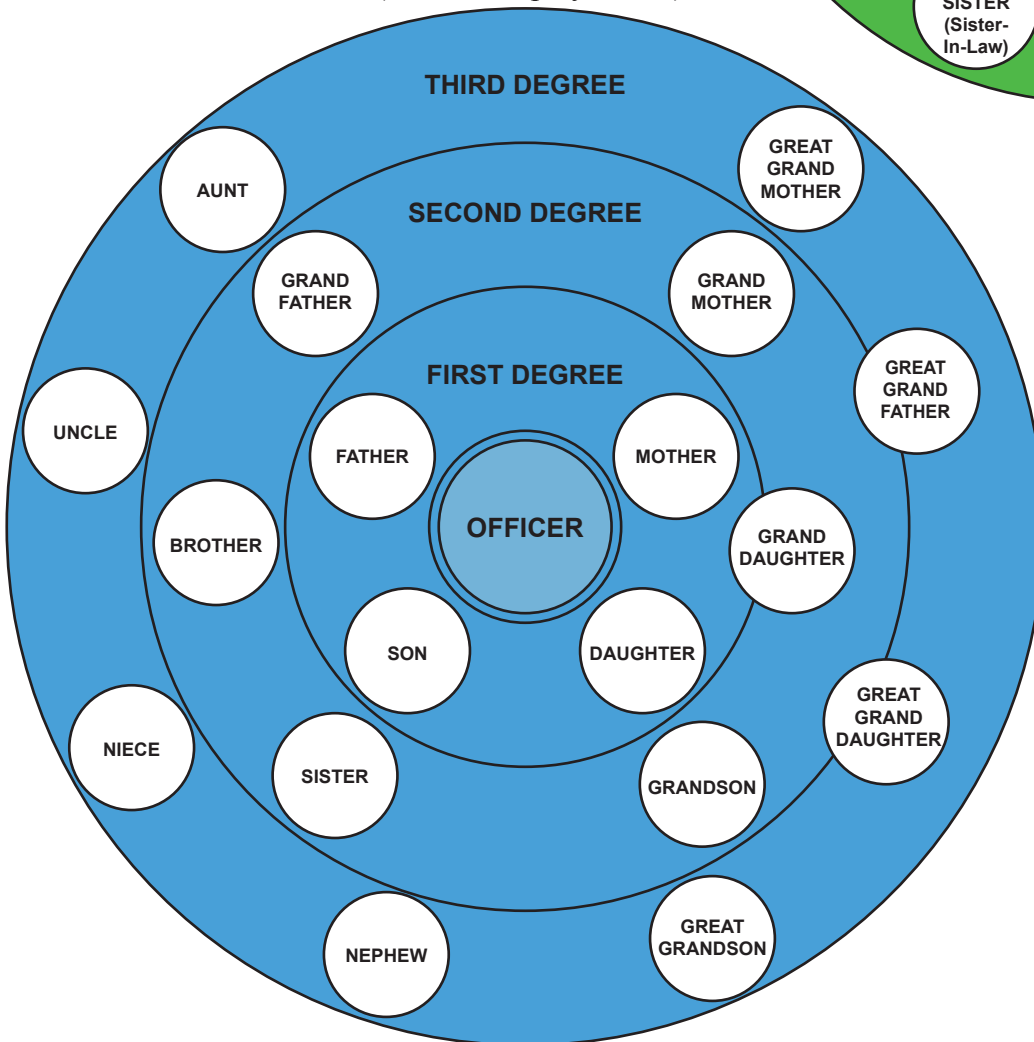 SISTER
(Sister-
In-Law)
THIRD DEGREE
AUNT
GREAT
GRAND
MOTHER
SECOND DEGREE
GRAND
FATHER
GRAND
MOTHER
FIRST DEGREE
GREAT
GRAND
FATHER
UNCLE
FATHER
MOTHER
OFFICER
BROTHER
GRAND
DAUGHTER
SON
DAUGHTER
GREAT
GRAND
DAUGHTER
NIECE
SISTER
GRANDSON
NEPHEW
GREAT
GRANDSON